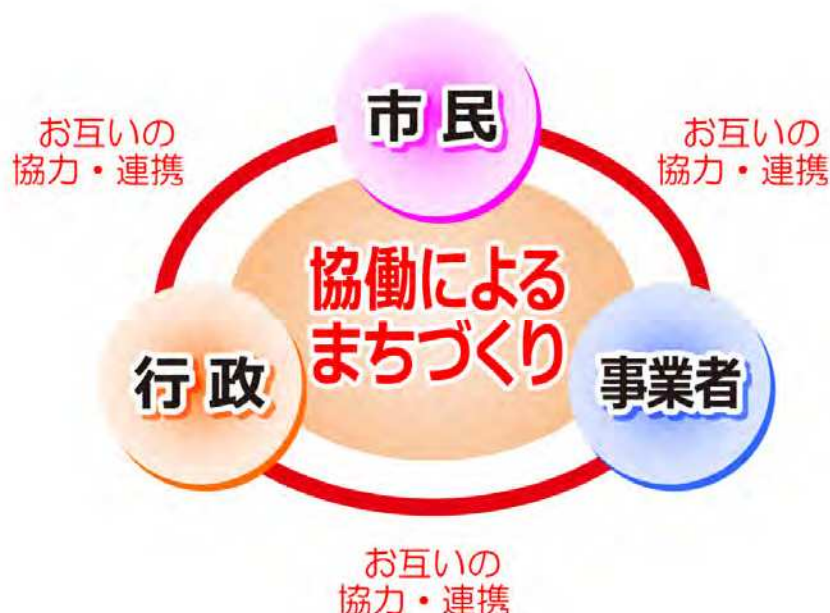 市民
お互いの
協力・連携
お互いの
協力・連携
協働による
まちづくり
行政
事業者
お互いの
協力・連携